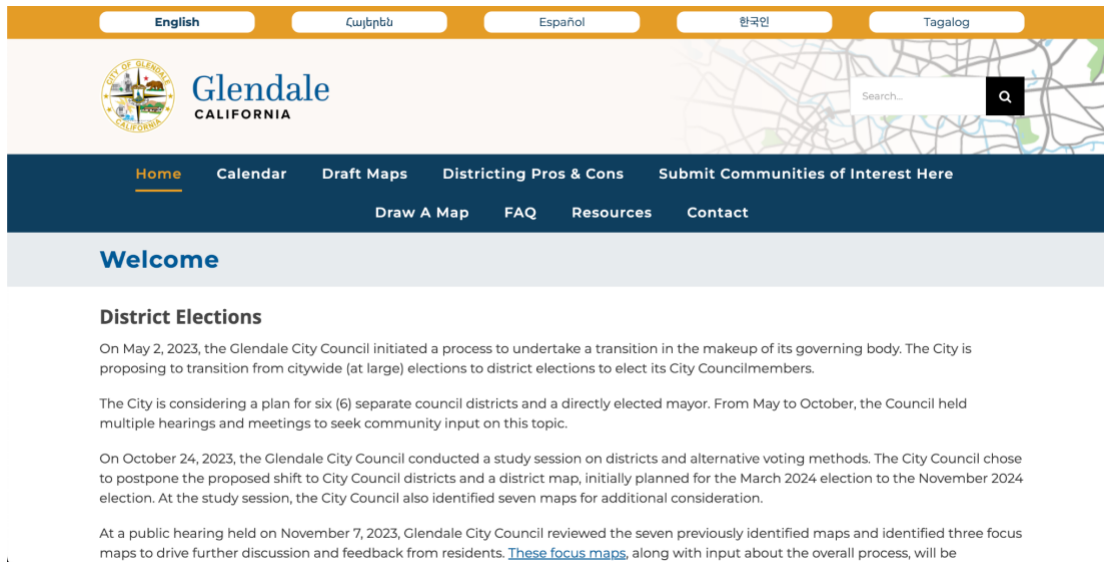 English
Հայերեն
Español
한국인
Tagalog
CITY OF GLENDALE
CALIFORNIA
Glendale
CALIFORNIA
Search...
Home Calendar Draft Maps Districting Pros & Cons Submit Communities of Interest Here
Draw A Map FAQ Resources Contact
Welcome
District Elections
On May 2, 2023, the Glendale City Council initiated a process to undertake a transition in the makeup of its governing body. The City is
proposing to transition from citywide (at large) elections to district elections to elect its City Councilmembers.
The City is considering a plan for six (6) separate council districts and a directly elected mayor. From May to October, the Council held
multiple hearings and meetings to seek community input on this topic.
On October 24, 2023, the Glendale City Council conducted a study session on districts and alternative voting methods. The City Council chose
to postpone the proposed shift to City Council districts and a district map, initially planned for the March 2024 election to the November 2024
election. At the study session, the City Council also identified seven maps for additional consideration.
At a public hearing held on November 7, 2023, Glendale City Council reviewed the seven previously identified maps and identified three focus
maps to drive further discussion and feedback from residents. These focus maps, along with input about the overall process, will be